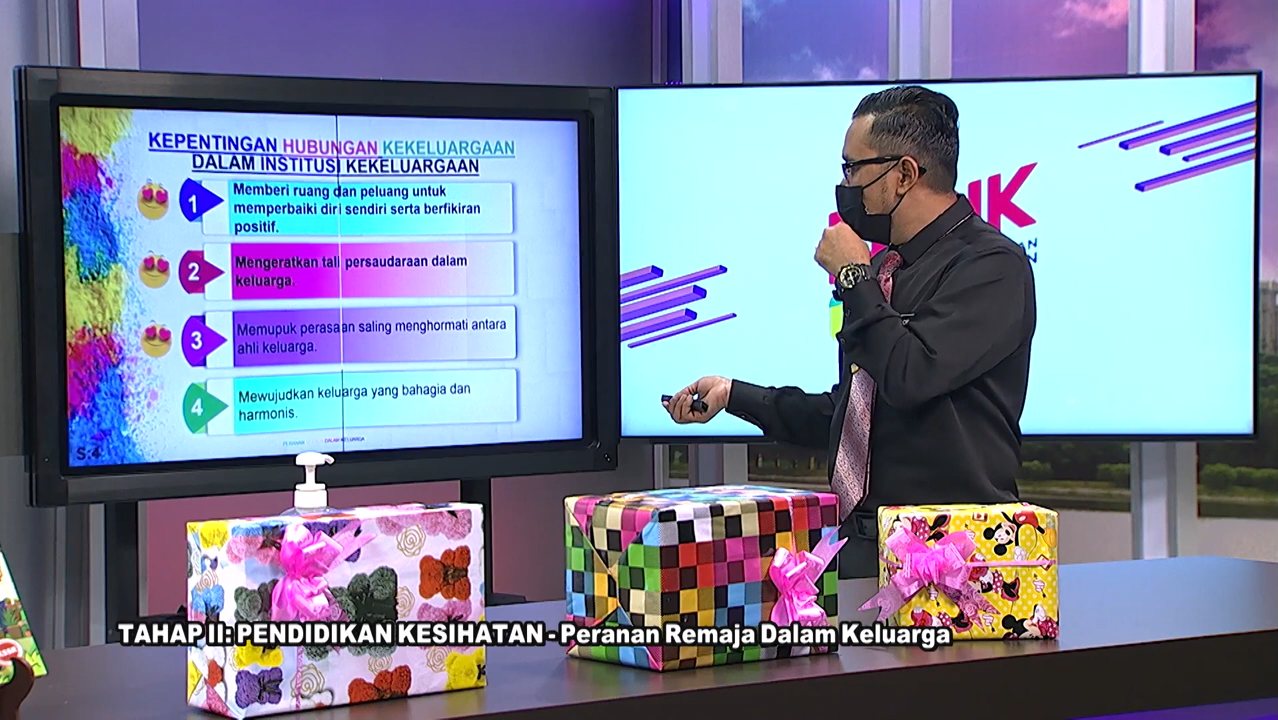 KEPENTINGAN HUBUNGAN KEKELUARGAAN
DALAM INSTITUSI KEKELUARGAAN
1
Memberi ruang dan peluang untuk
memperbaiki diri sendiri serta berfikiran
positif.
2
Mengeratkan tali persaudaraan dalam
keluarga.
3
Memupuk perasaan saling menghormati antara
ahli keluarga.
4
Mewujudkan keluarga yang bahagia dan
harmonis.
S:4
TAHAP II: PENDIDIKAN KESIHATAN - Peranan Remaja Dalam Keluarga